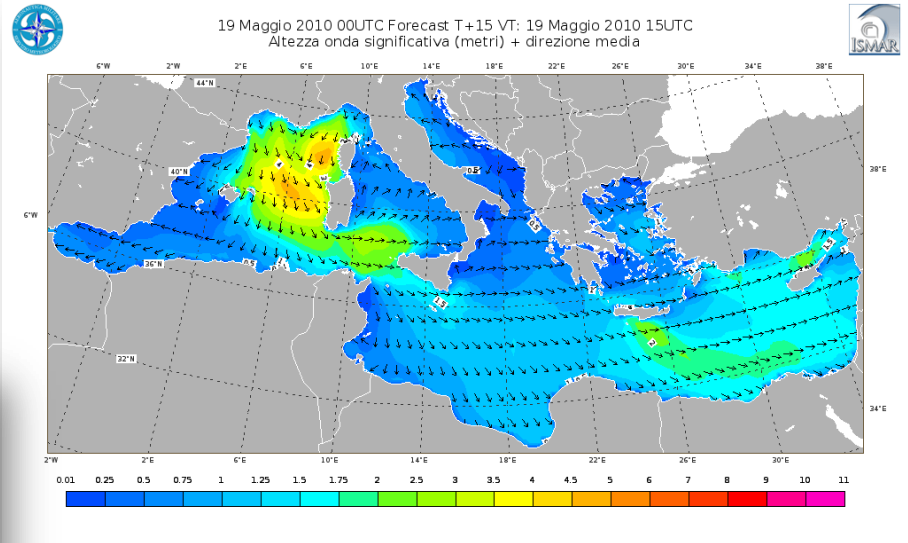 19 Maggio 2010 00UTC Forecast T+15 VT: 19 Maggio 2010 15UTC
Altezza onda significativa (metri) + direzione media
ISMAR
6°W 2°W 2°E 6°E 10°E 14°E 18°E 22°E 26°E 30°E 34°E 38°E
44°N
40°N
38°E
6°W
36°N
32°N
34°E
2°W 2°E 6°E 10°E 14°E 18°E 22°E 26°E 30°E
0.01 0.25 0.5 0.75 1 1.25 1.5 1.75 2 2.5 3 3.5 4 4.5 5 6 7 8 9 10 11